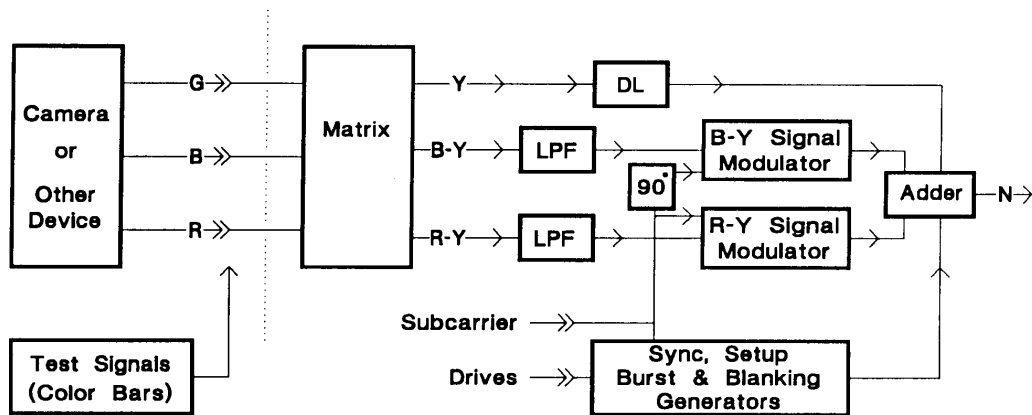 G
Y
DL
Camera
or
Other
Device
Matrix
B
B-Y
LPF
B-Y Signal
Modulator
90°
Adder
N
R
R-Y
LPF
R-Y Signal
Modulator
Subcarrier
Test Signals
(Color Bars)
Drives
Sync, Setup
Burst & Blanking
Generators